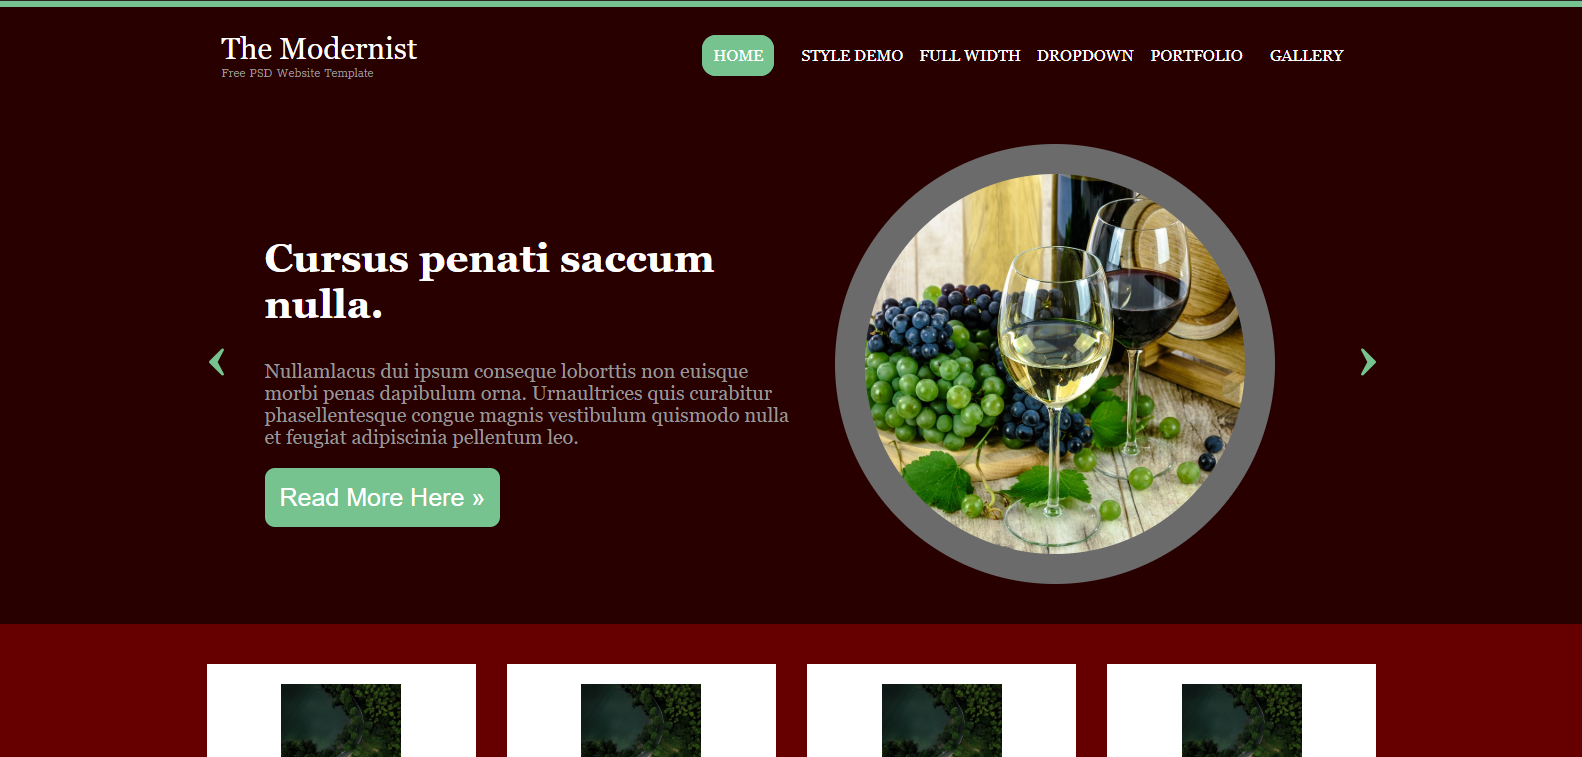 The Modernist
Free PSD Website Template
HOME STYLE DEMO FULL WIDTH DROPDOWN PORTFOLIO GALLERY
Cursus penati saccum
nulla.
Nullamlacus dui ipsum conseque loborttis non euisque
morbi penas dapibulum orna. Urnaultrices quis curabitur
phasellentesque congue magnis vestibulum quismodo nulla
et feugiat adipiscinia pellentum leo.
Read More Here »